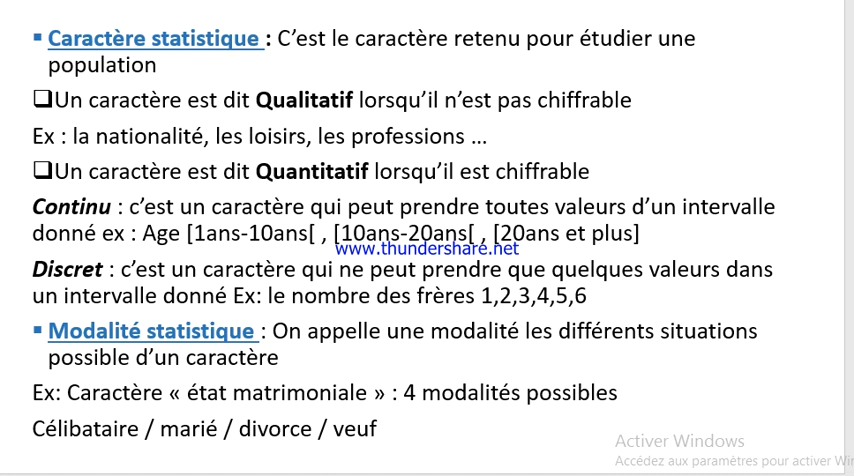 ▪ Caractère statistique : C’est le caractère retenu pour étudier une
population
❑Un caractère est dit Qualitatif lorsqu’il n’est pas chiffrable
Ex : la nationalité, les loisirs, les professions …
❑Un caractère est dit Quantitatif lorsqu’il est chiffrable
Continu : c’est un caractère qui peut prendre toutes valeurs d’un intervalle
donné ex : Age [1ans-10ans[ , [10ans-20ans[ , [20ans et plus]
www.thundershare.net
Discret : c’est un caractère qui ne peut prendre que quelques valeurs dans
un intervalle donné Ex: le nombre des frères 1,2,3,4,5,6
▪ Modalité statistique : On appelle une modalité les différents situations
possible d’un caractère
Ex: Caractère « état matrimoniale » : 4 modalités possibles
Célibataire / marié / divorce / veuf
Activer Windows
Accédez aux paramètres pour activer Wi